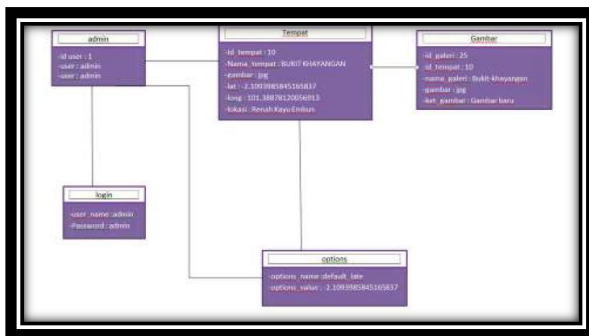 admin
-id user : 1
-user : admin
-user : admin
Tempat
-id_tempat : 10
-Nama_tempat : BUKIT KHAYANGAN
-gambar : jpg
-lat : -2.1093985845165837
-long : 101.38878120056913
-lokasi : Renah Kayu Embun
Gambar
-id_galeri : 25
-id_tempat : 10
-nama_galeri : Bukit-khayangan
-gambar : jpg
-ket_gambar : Gambar baru
login
-user_name : admin
-Password : admin
options
-options_name : default_late
-options_value : -2.1093985845165837